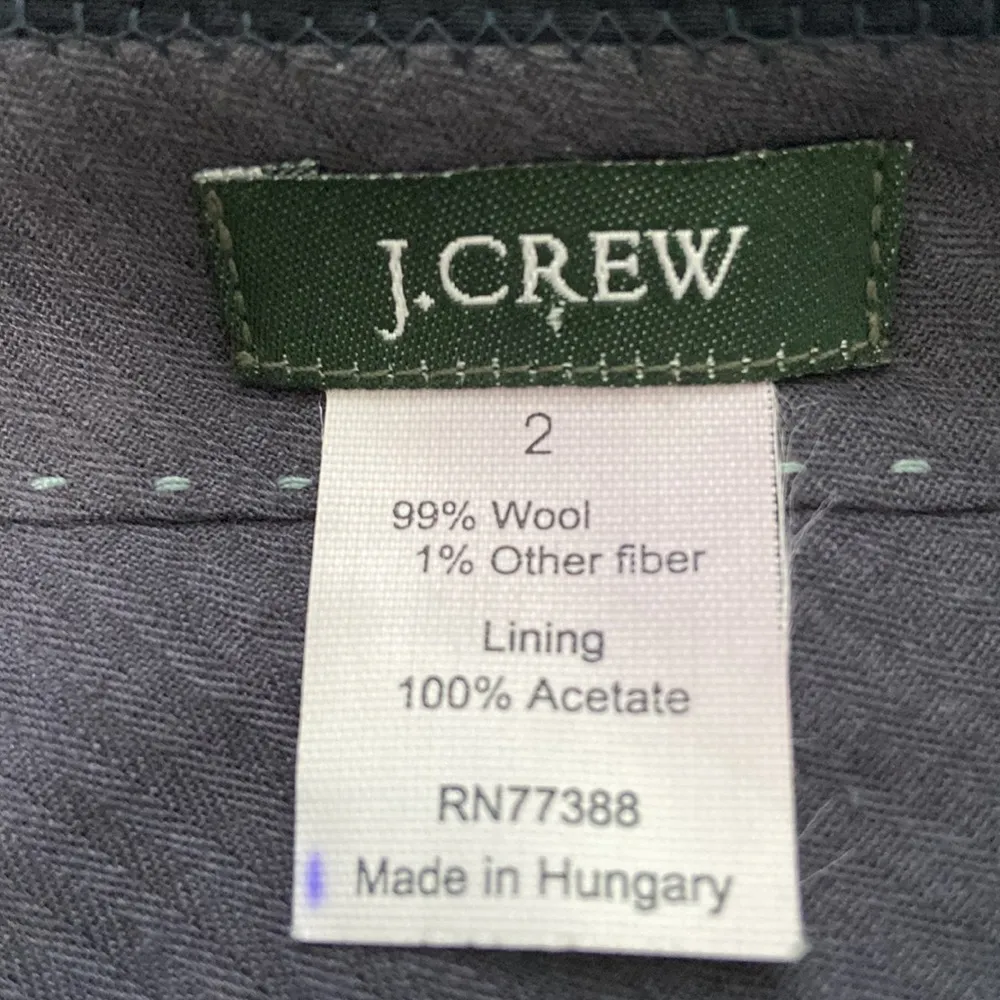 J.CREW
2
99% Wool
1% Other fiber
Lining
100% Acetate
RN77388
Made in Hungary